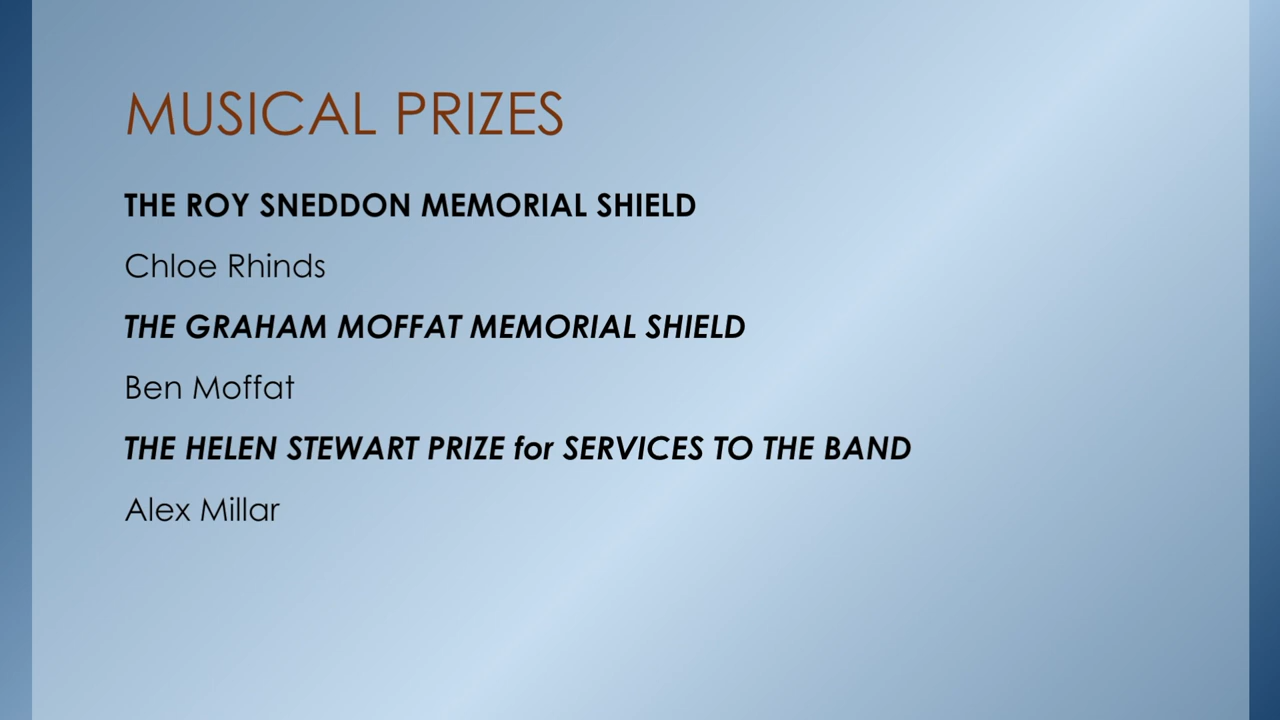 MUSICAL PRIZES
THE ROY SNEDDON MEMORIAL SHIELD
Chloe Rhinds
THE GRAHAM MOFFAT MEMORIAL SHIELD
Ben Moffat
THE HELEN STEWART PRIZE for SERVICES TO THE BAND
Alex Millar